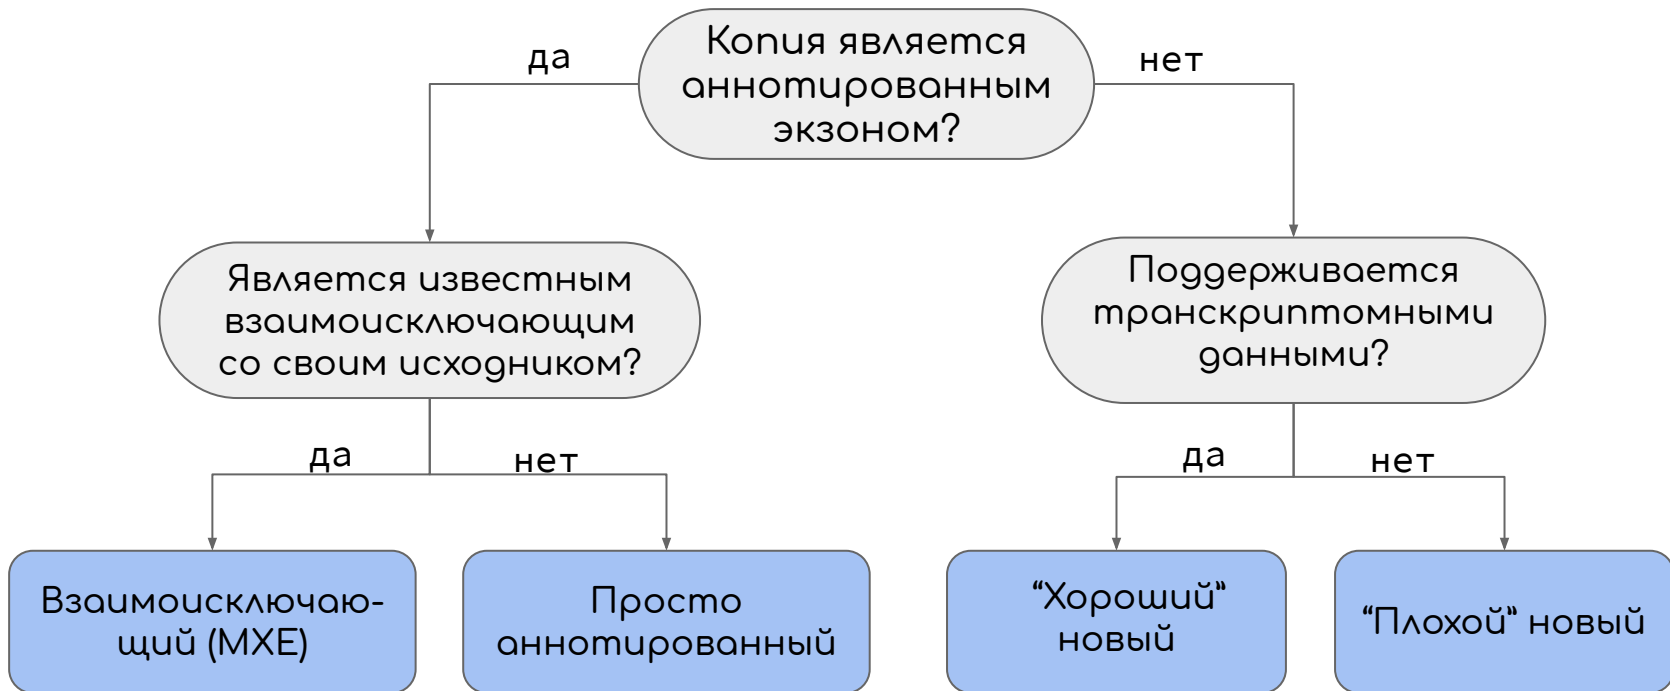 Копия является
аннотированным
экзоном?
да
нет
Является известным
взаимоисключающим
со своим исходником?
Поддерживается
транскриптомными
данными?
да
нет
да
нет
Взаимоисключаю-
щий (MXE)
Просто
аннотированный
“Хороший”
новый
“Плохой” новый